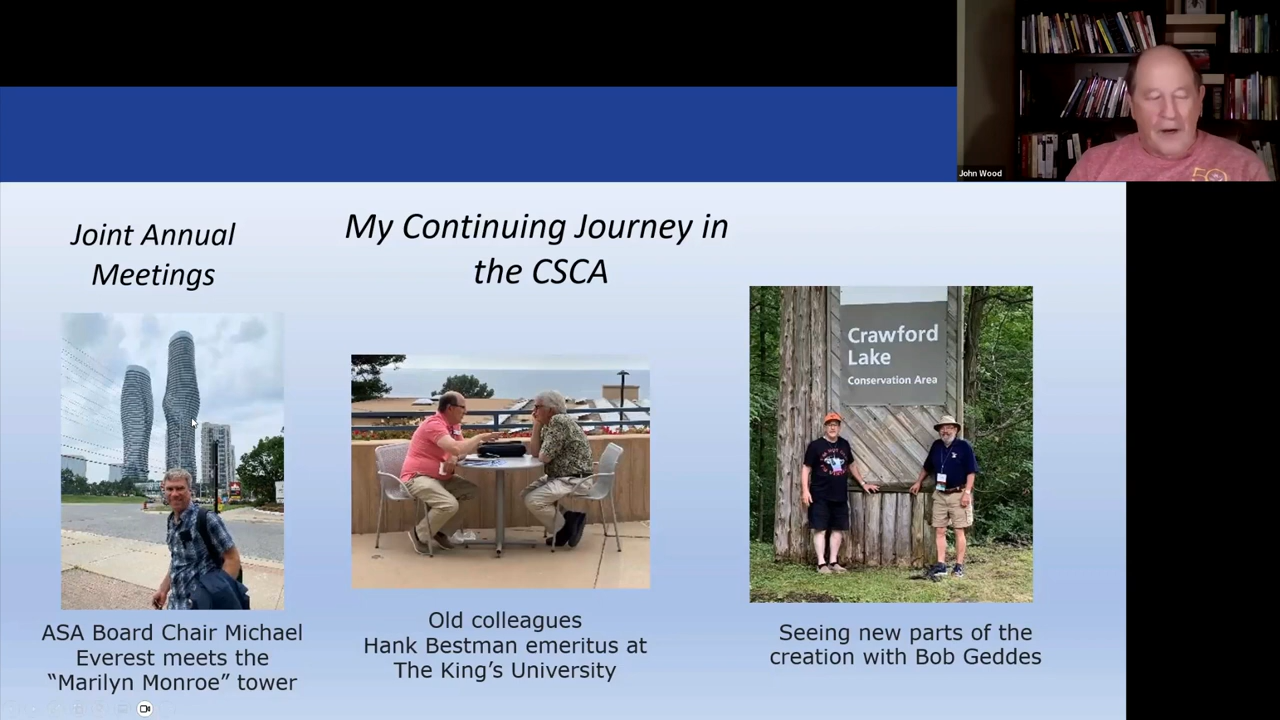 John Wood
Joint Annual
Meetings
My Continuing Journey in
the CSCA
Crawford
Lake
Conservation Area
ASA Board Chair Michael
Everest meets the
“Marilyn Monroe” tower
Old colleagues
Hank Bestman emeritus at
The King’s University
Seeing new parts of the
creation with Bob Geddes